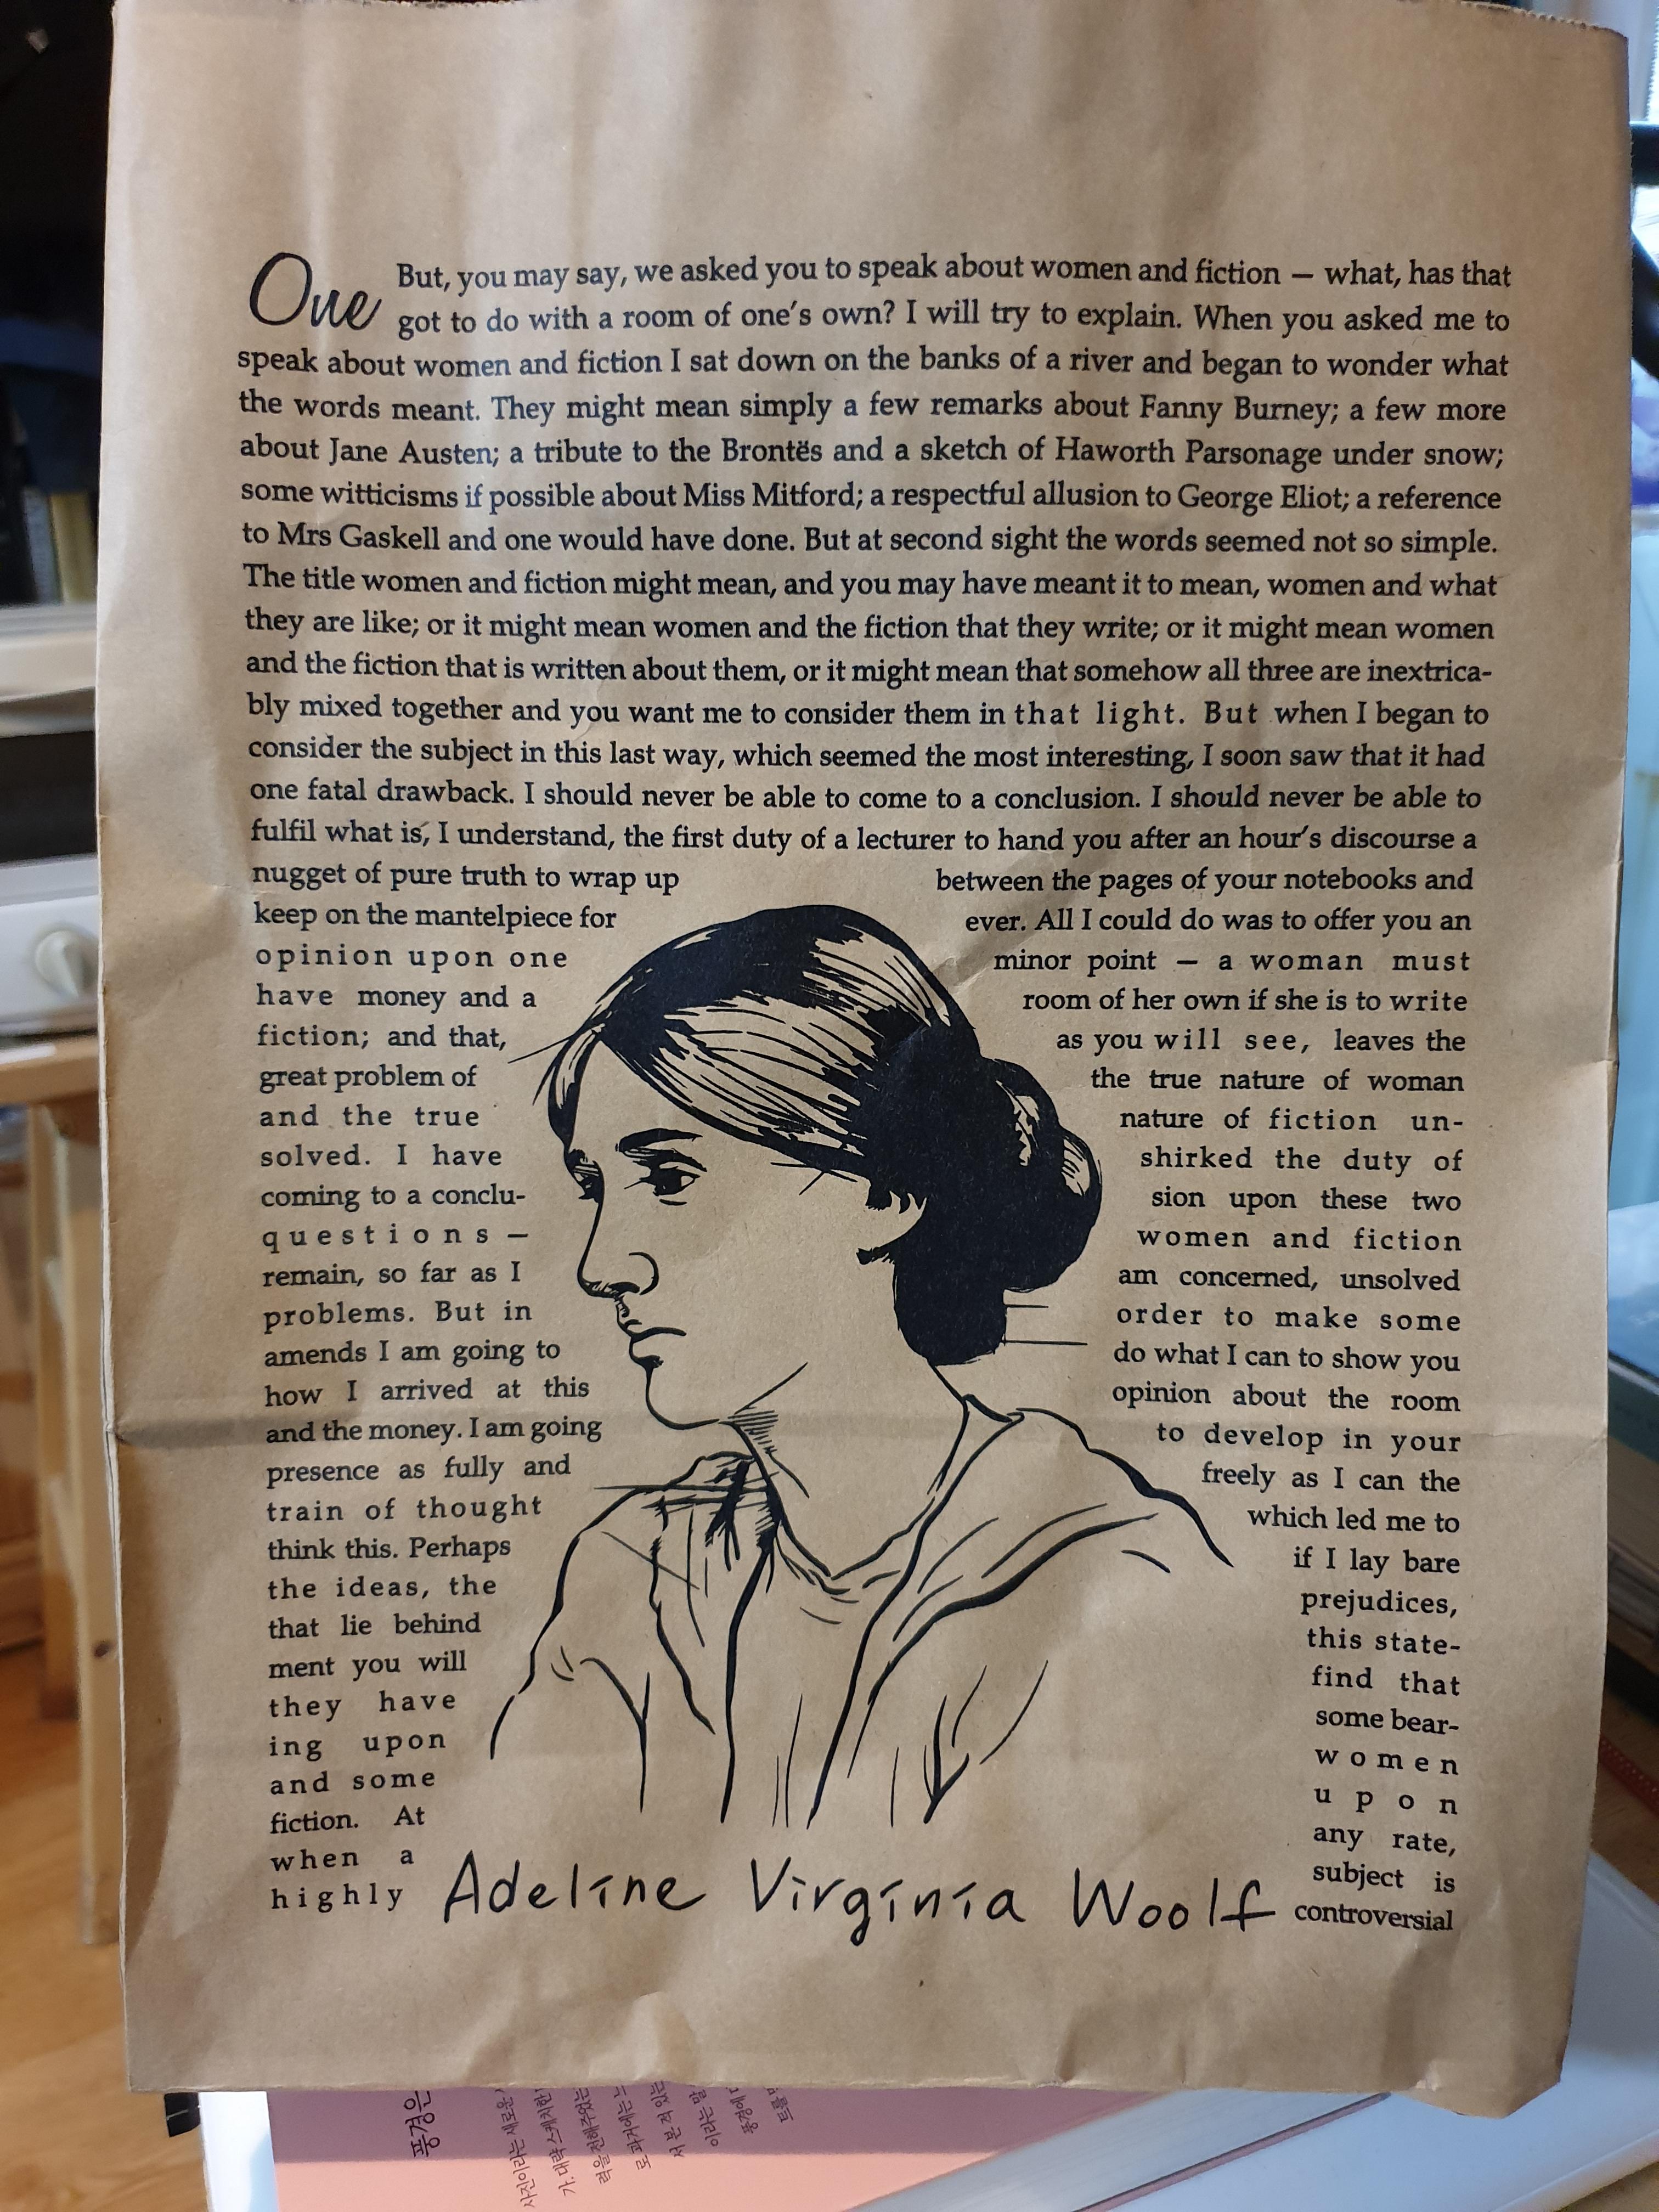 One But, you may say, we asked you to speak about women and fiction — what, has that
got to do with a room of one's own? I will try to explain. When you asked me to
speak about women and fiction I sat down on the banks of a river and began to wonder what
the words meant. They might mean simply a few remarks about Fanny Burney; a few more
about Jane Austen; a tribute to the Brontës and a sketch of Haworth Parsonage under snow;
some witticisms if possible about Miss Mitford; a respectful allusion to George Eliot; a reference
to Mrs Gaskell and one would have done. But at second sight the words seemed not so simple.
The title women and fiction might mean, and you may have meant it to mean, women and what
they are like; or it might mean women and the fiction that they write; or it might mean women
and the fiction that is written about them, or it might mean that somehow all three are inextrica-
bly mixed together and you want me to consider them in that light. But when I began to
consider the subject in this last way, which seemed the most interesting, I soon saw that it had
one fatal drawback. I should never be able to come to a conclusion. I should never be able to
fulfil what is, I understand, the first duty of a lecturer to hand you after an hour's discourse a
nugget of pure truth to wrap up between the pages of your notebooks and
keep on the mantelpiece for ever. All I could do was to offer you an
opinion upon one minor point — a woman must
have money and a room of her own if she is to write
fiction; and that, as you will see, leaves the
great problem of the true nature of woman
and the true nature of fiction un-
solved. I have shirked the duty of
coming to a conclu- sion upon these two
questions — women and fiction
remain, so far as I am concerned, unsolved
problems. But in order to make some
amends I am going to do what I can to show you
how I arrived at this opinion about the room
and the money. I am going to develop in your
presence as fully and freely as I can the
train of thought which led me to
think this. Perhaps if I lay bare
the ideas, the prejudices,
that lie behind this state-
ment you will find that
they have some bear-
ing upon women
and some upon
fiction. At any rate,
when a subject is
highly controversial
Adeline Virginia Woolf
풍경은